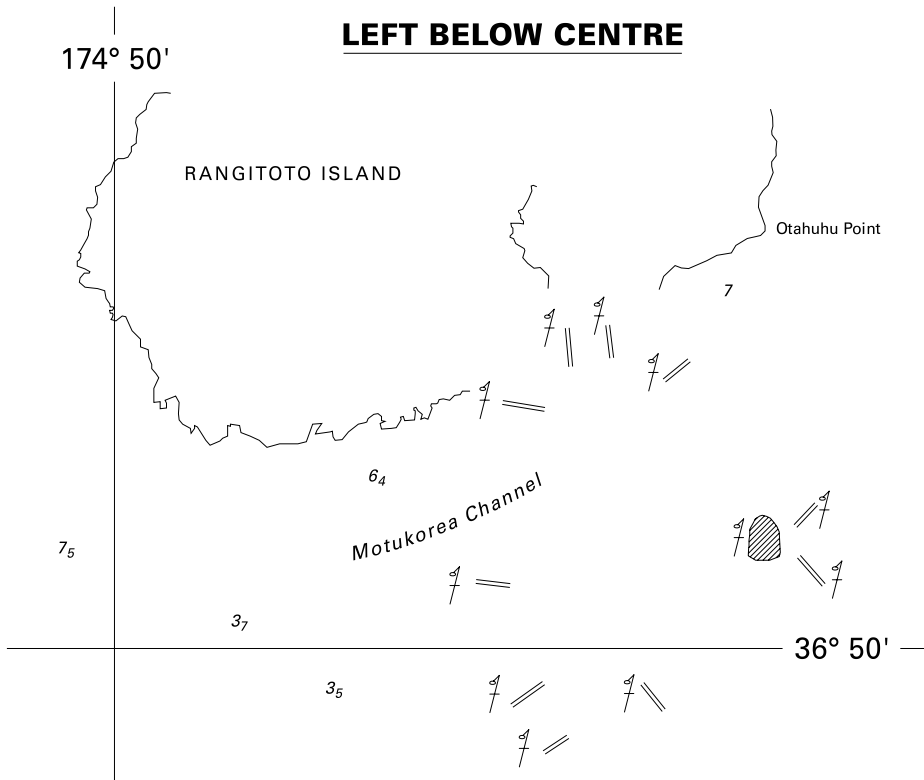 LEFT BELOW CENTRE
174° 50'
RANGITOTO ISLAND
Otahuhu Point
7
6₄
Motukorea Channel
7₅
3₇
36° 50'
3₅